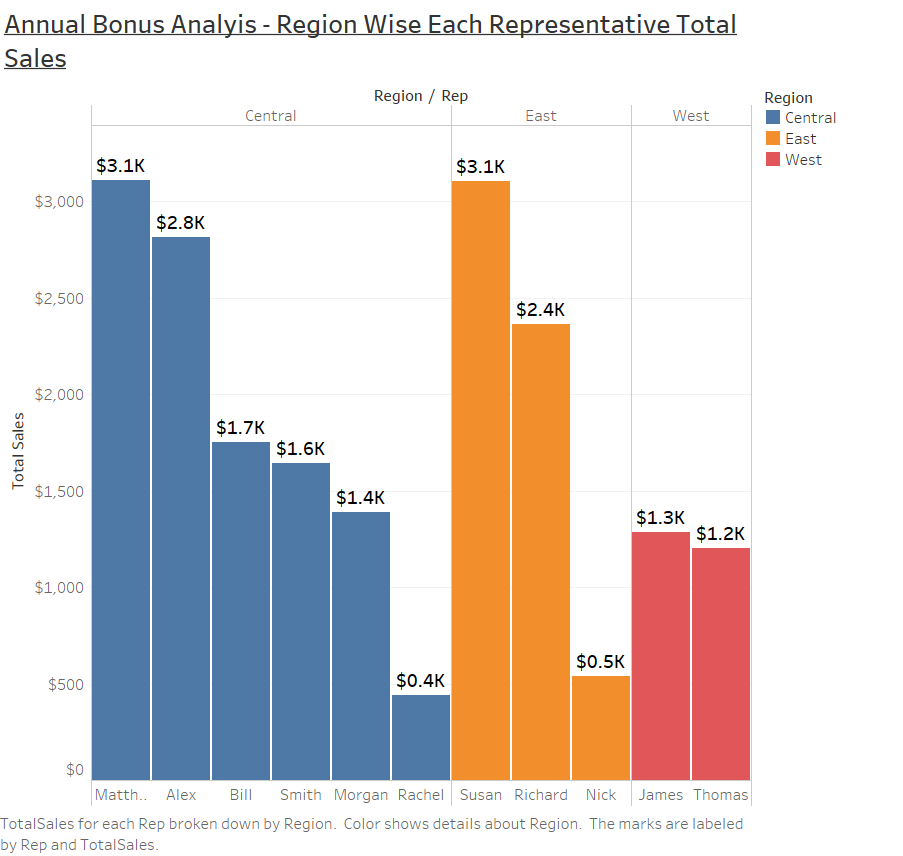 Annual Bonus Analyis - Region Wise Each Representative Total
Sales
Region / Rep
Central East West
Region
Central
East
West
$3.1K $3.1K
$2.8K
$2.4K
$1.7K
$1.6K
$1.4K
$1.3K
$1.2K
$0.5K
$0.4K
Total Sales
$3,000
$2,500
$2,000
$1,500
$1,000
$500
$0
Matth.. Alex Bill Smith Morgan Rachel Susan Richard Nick James Thomas
TotalSales for each Rep broken down by Region. Color shows details about Region. The marks are labeled
by Rep and TotalSales.